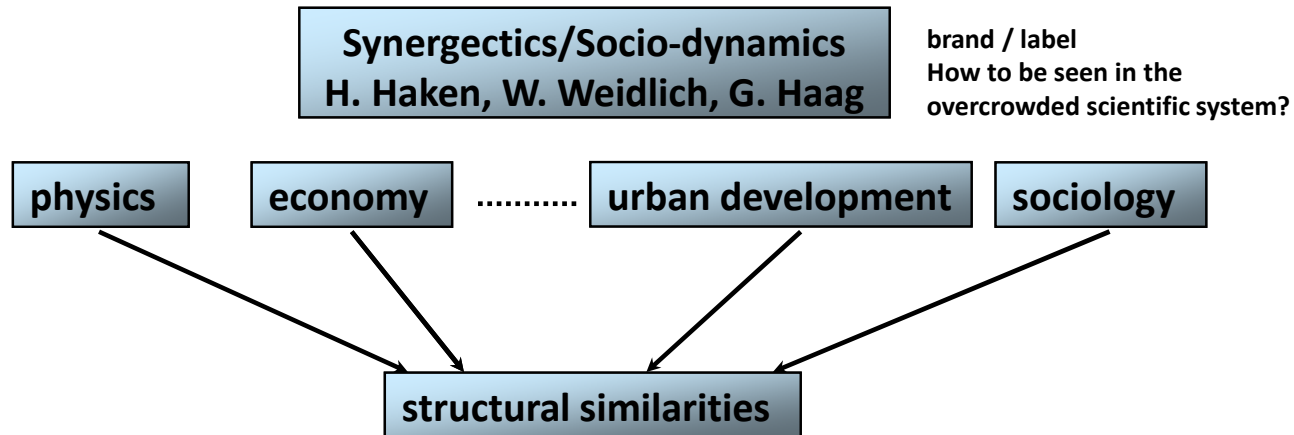 Synergectics/Socio-dynamics
H. Haken, W. Weidlich, G. Haag
brand / label
How to be seen in the
overcrowded scientific system?
physics
economy
...........
urban development
sociology
structural similarities